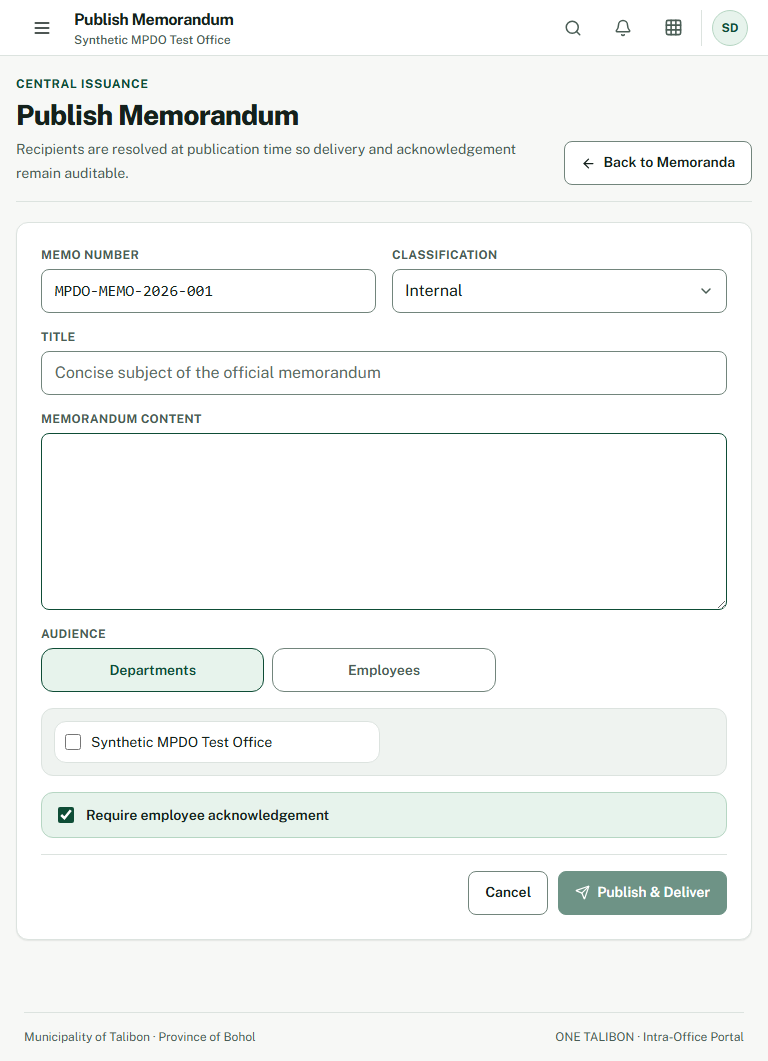 Publish Memorandum
Synthetic MPDO Test Office
SD
CENTRAL ISSUANCE
Publish Memorandum
Recipients are resolved at publication time so delivery and acknowledgement
remain auditable.
Back to Memoranda
MEMO NUMBER
CLASSIFICATION
MPDO-MEMO-2026-001
Internal
TITLE
Concise subject of the official memorandum
MEMORANDUM CONTENT
AUDIENCE
Departments
Employees
Synthetic MPDO Test Office
Require employee acknowledgement
Cancel
Publish & Deliver
Municipality of Talibon · Province of Bohol
ONE TALIBON · Intra-Office Portal